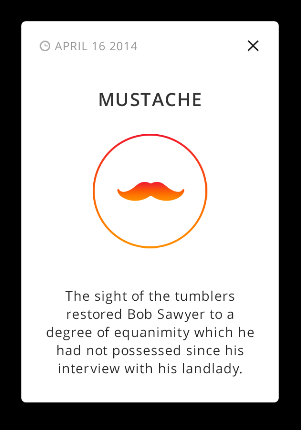 APRIL 16 2014
MUSTACHE
The sight of the tumblers
restored Bob Sawyer to a
degree of equanimity which he
had not possessed since his
interview with his landlady.